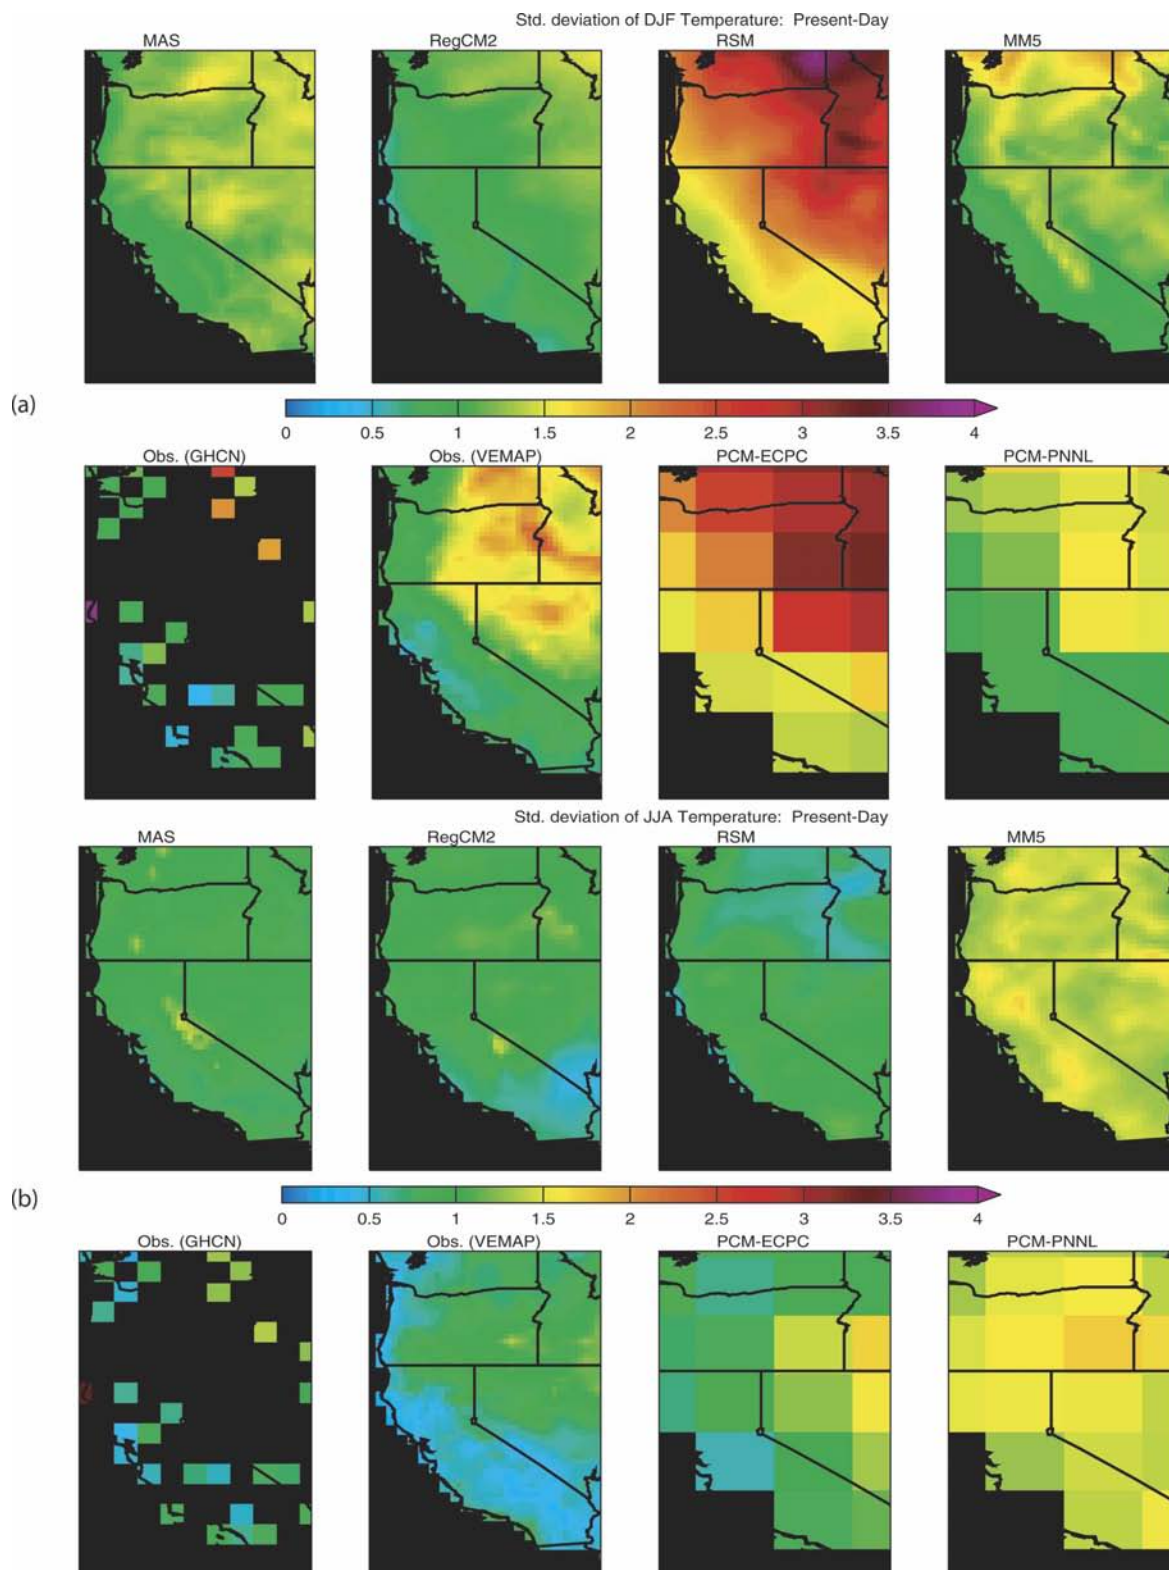 Std. deviation of DJF Temperature: Present-Day
MAS RegCM2 RSM MM5
(a)
0 0.5 1 1.5 2 2.5 3 3.5 4
Obs. (GHCN) Obs. (VEMAP) PCM-ECPC PCM-PNNL
Std. deviation of JJA Temperature: Present-Day
MAS RegCM2 RSM MM5
(b)
0 0.5 1 1.5 2 2.5 3 3.5 4
Obs. (GHCN) Obs. (VEMAP) PCM-ECPC PCM-PNNL